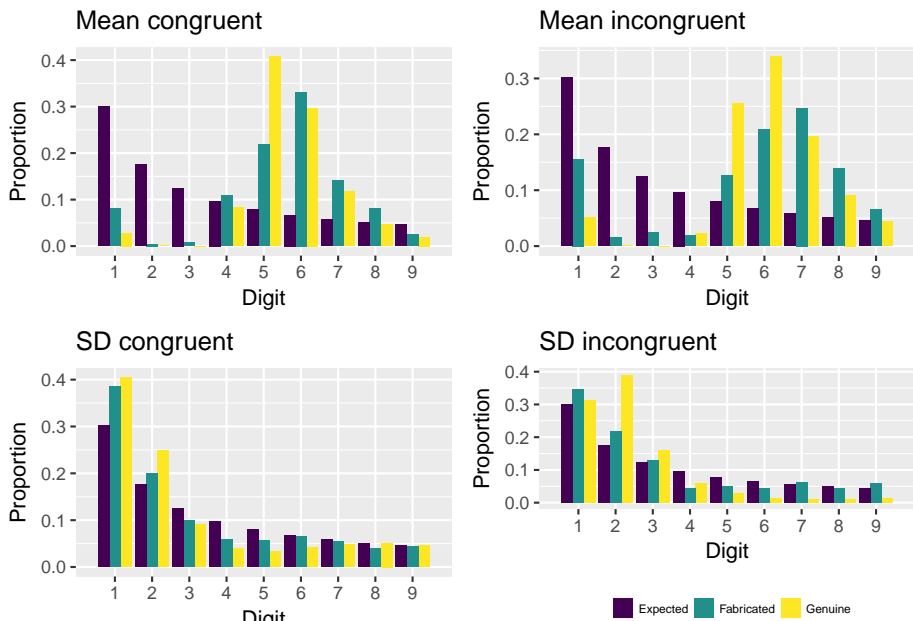 Mean congruent
Proportion
0.4
0.3
0.2
0.1
0.0
1 2 3 4 5 6 7 8 9
Digit
Mean incongruent
Proportion
0.3
0.2
0.1
0.0
1 2 3 4 5 6 7 8 9
Digit
SD congruent
Proportion
0.4
0.3
0.2
0.1
0.0
1 2 3 4 5 6 7 8 9
Digit
SD incongruent
Proportion
0.4
0.3
0.2
0.1
0.0
1 2 3 4 5 6 7 8 9
Digit
Expected Fabricated Genuine